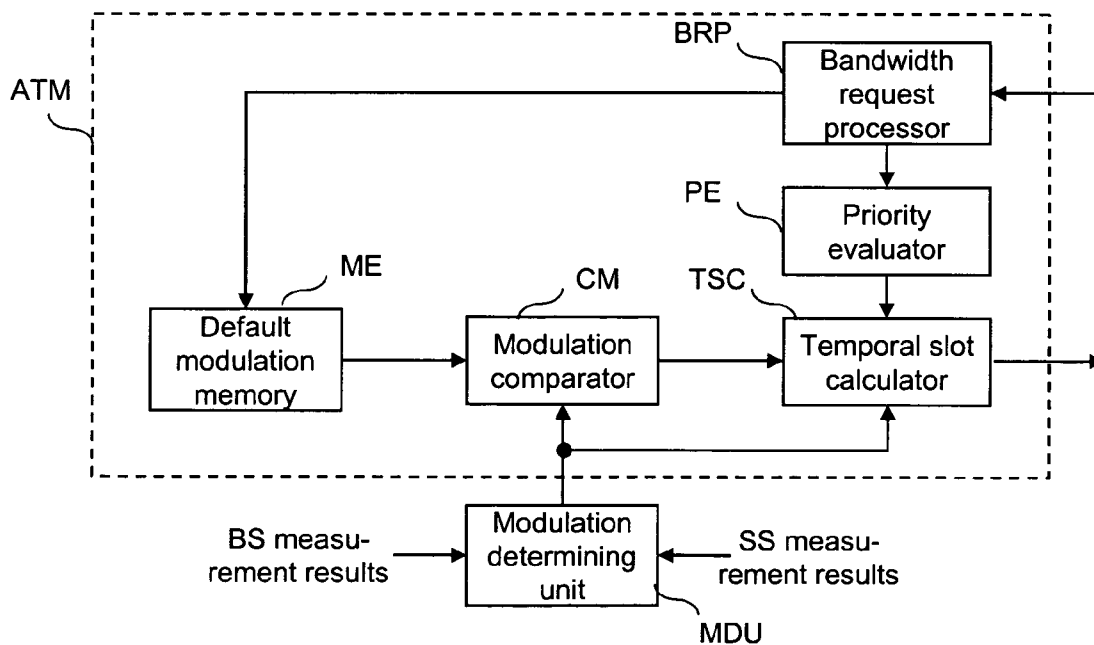 BRP
Bandwidth
request
processor
ATM
PE
Priority
evaluator
ME
CM
TSC
Default
modulation
memory
Modulation
comparator
Temporal slot
calculator
BS measu-
rement results
Modulation
determining
unit
SS measu-
rement results
MDU